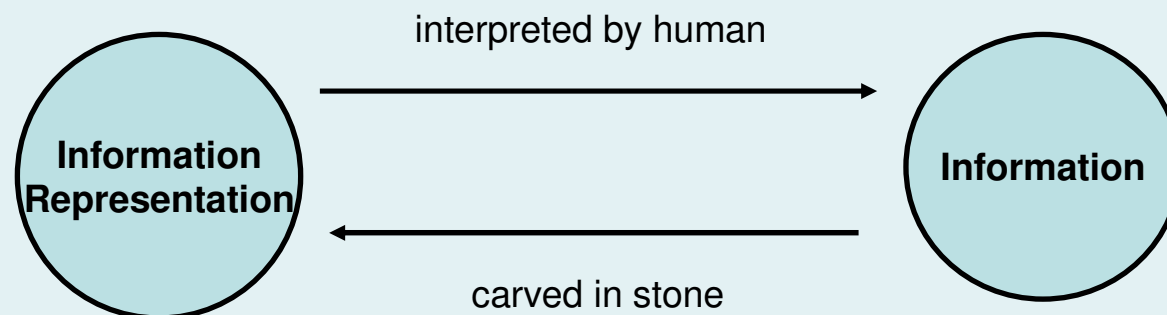 interpreted by human
Information
Representation
Information
carved in stone